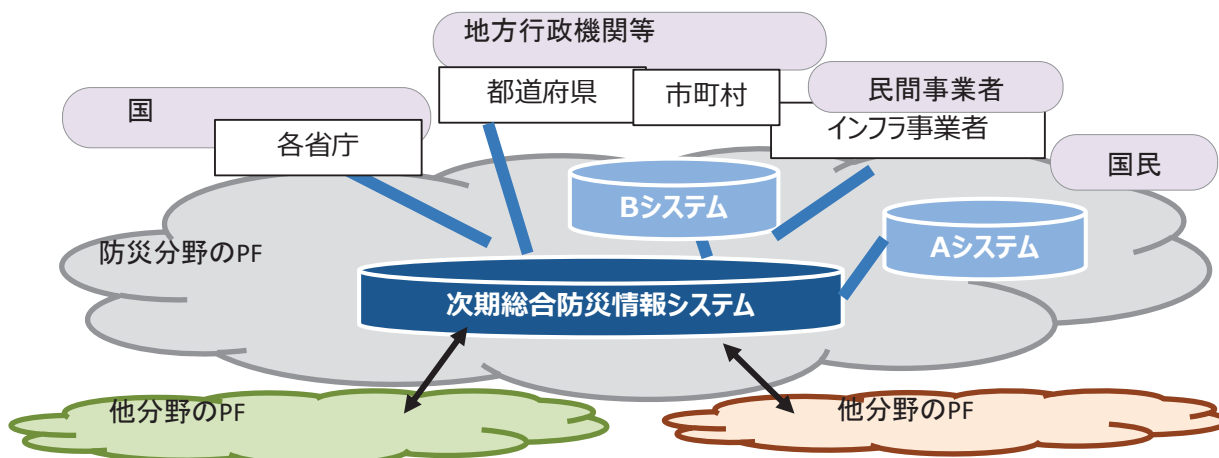 地方行政機関等
都道府県
市町村
民間事業者
インフラ事業者
国
各省庁
国民
Bシステム
Aシステム
防災分野のPF
次期総合防災情報システム
他分野のPF
他分野のPF